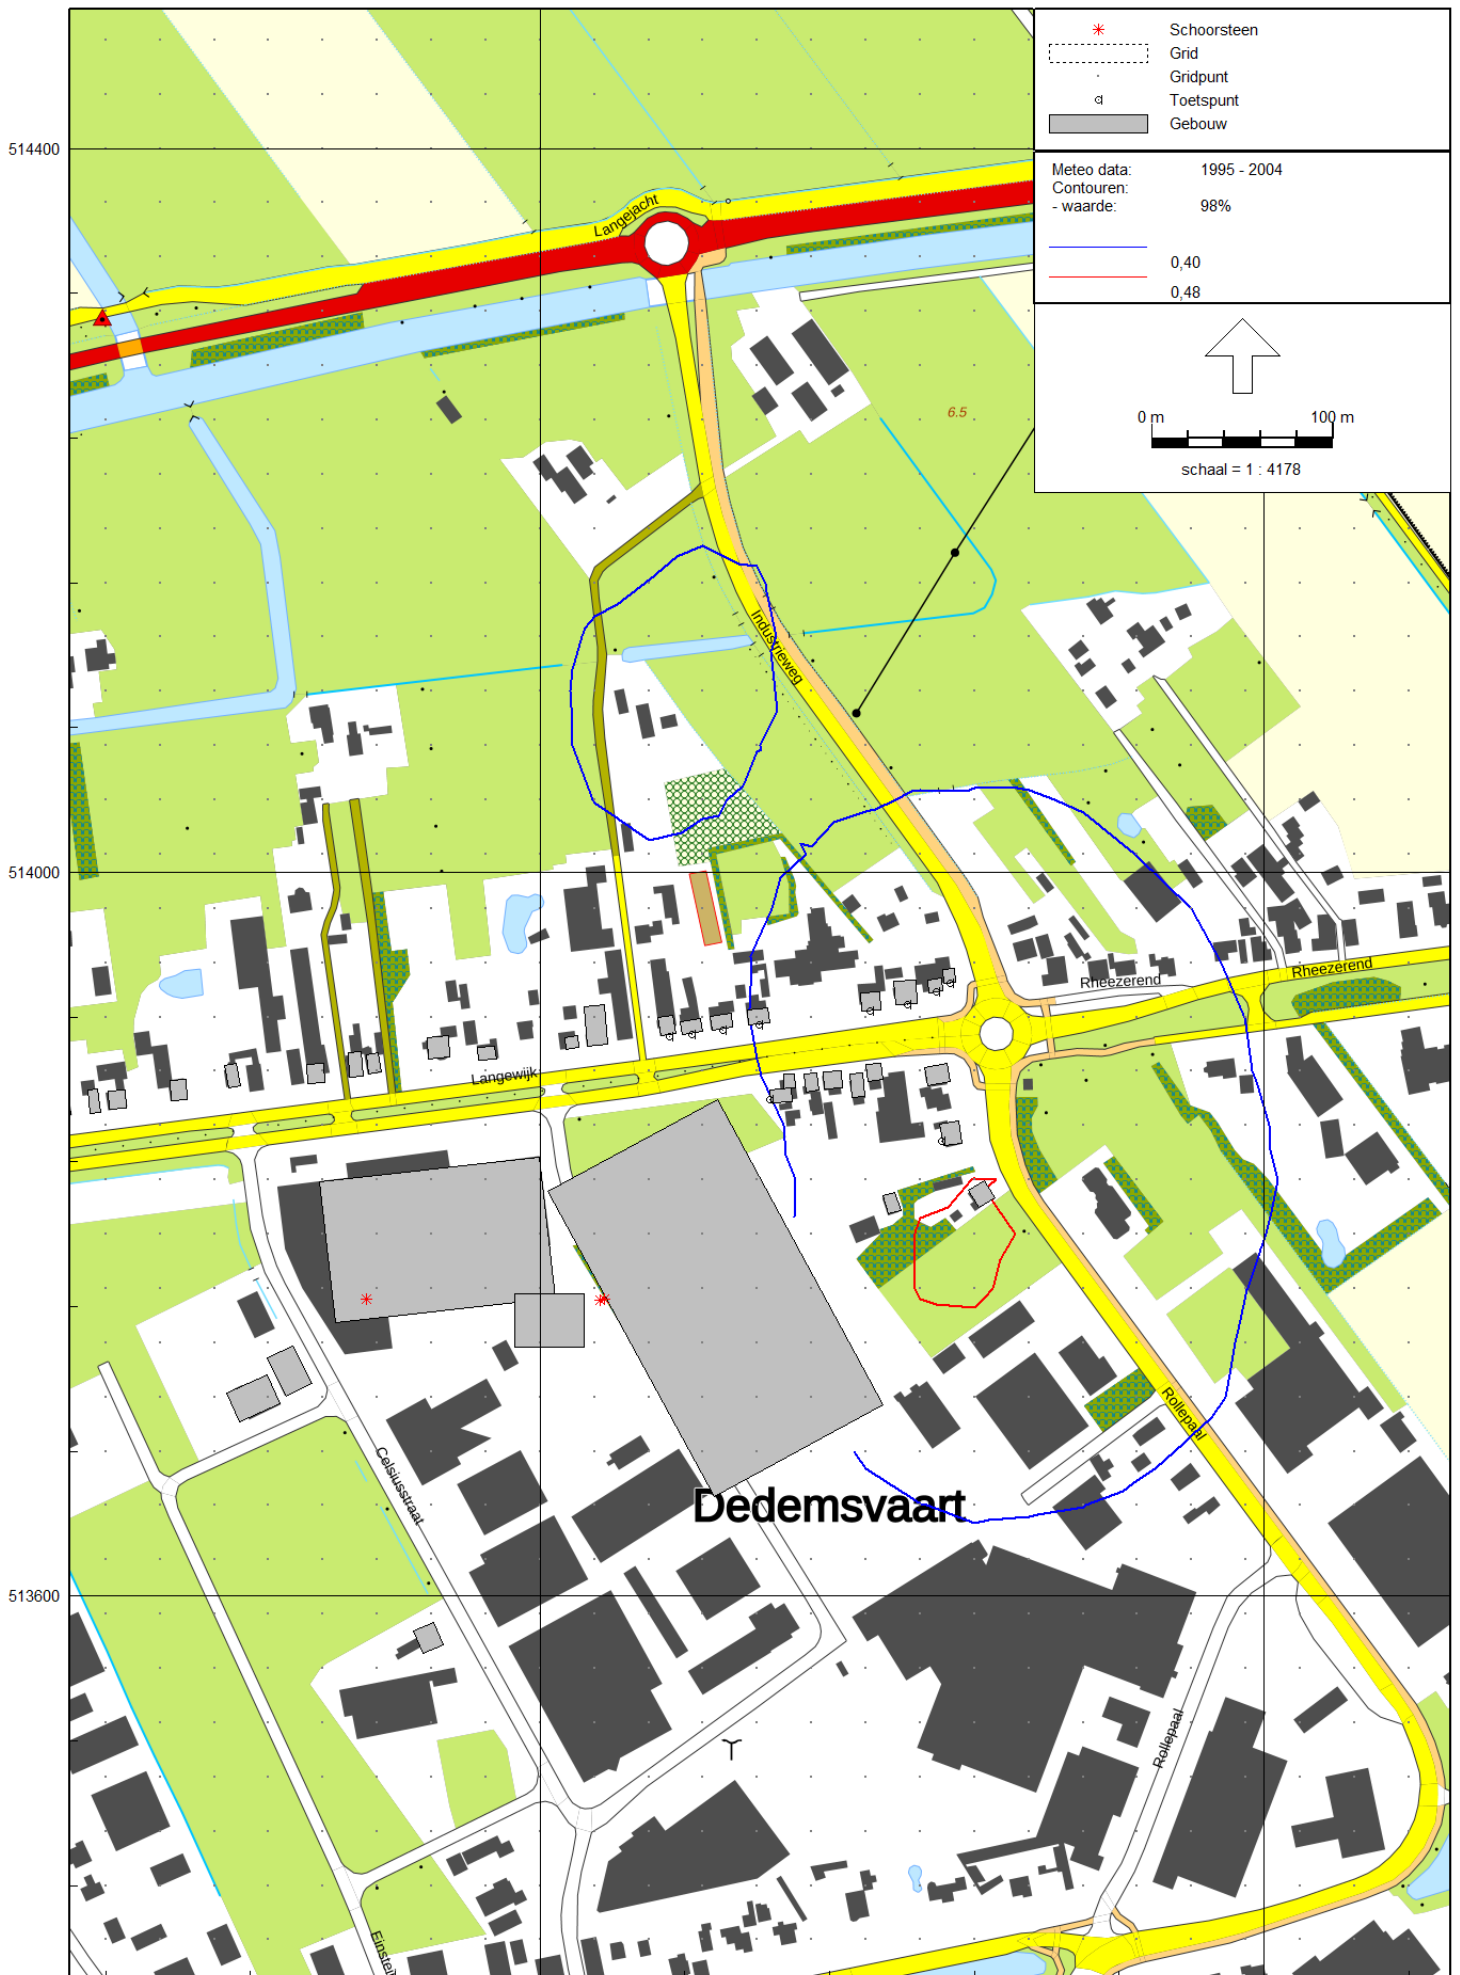 Schoorsteen
Grid
Gridpunt
Toetspunt
Gebouw
Meteo data: 1995 - 2004
Contouren:
- waarde: 98%
0,40
0,48
0 m 100 m
schaal = 1 : 4178
514400
Langejacht
6.5
Industrieweg
514000
Rheezerend
Rheezerend
Langewijk
Rollepaal
Celsiusstraat
Dedemsvaart
513600
Rollepaal
Einstei